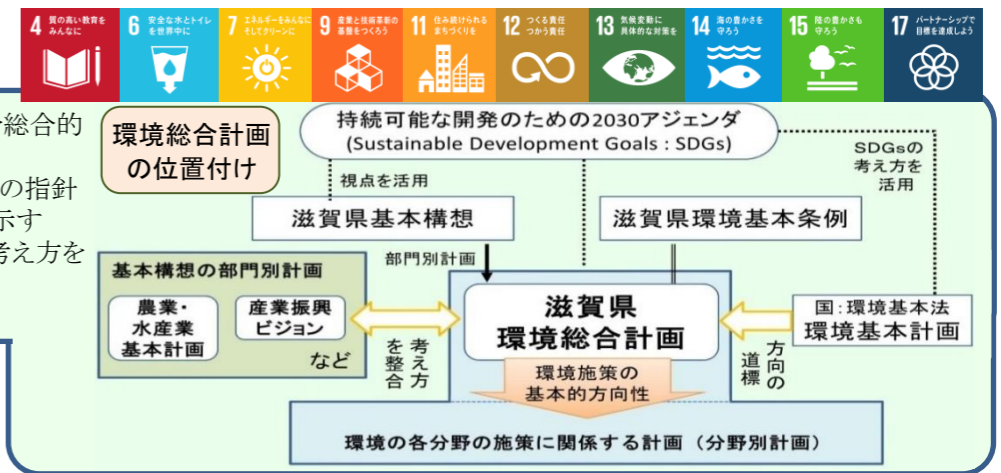 4 質の高い教育を
みんなに
6 安全な水とトイレ
を世界中に
7 エネルギーをみんなに
そしてクリーンに
9 産業と技術革新の
基盤をつくろう
11 住み続けられる
まちづくりを
12 つくる責任
つかう責任
13 気候変動に
具体的な対策を
14 海の豊かさを
守ろう
15 陸の豊かさも
守ろう
17 パートナーシップで
目標を達成しよう
総合的
の指針
示す
考え方を
環境総合計画
の位置付け
持続可能な開発のための2030アジェンダ
(Sustainable Development Goals : SDGs)
視点を活用
SDGsの
考え方を
活用
滋賀県基本構想
滋賀県環境基本条例
部門別計画
基本構想の部門別計画
農業・
水産業
基本計画
産業振興
ビジョン
など
考え方
を整合
滋賀県
環境総合計画
方向の
道標
国:環境基本法
環境基本計画
環境施策の
基本的方向性
環境の各分野の施策に関係する計画（分野別計画）